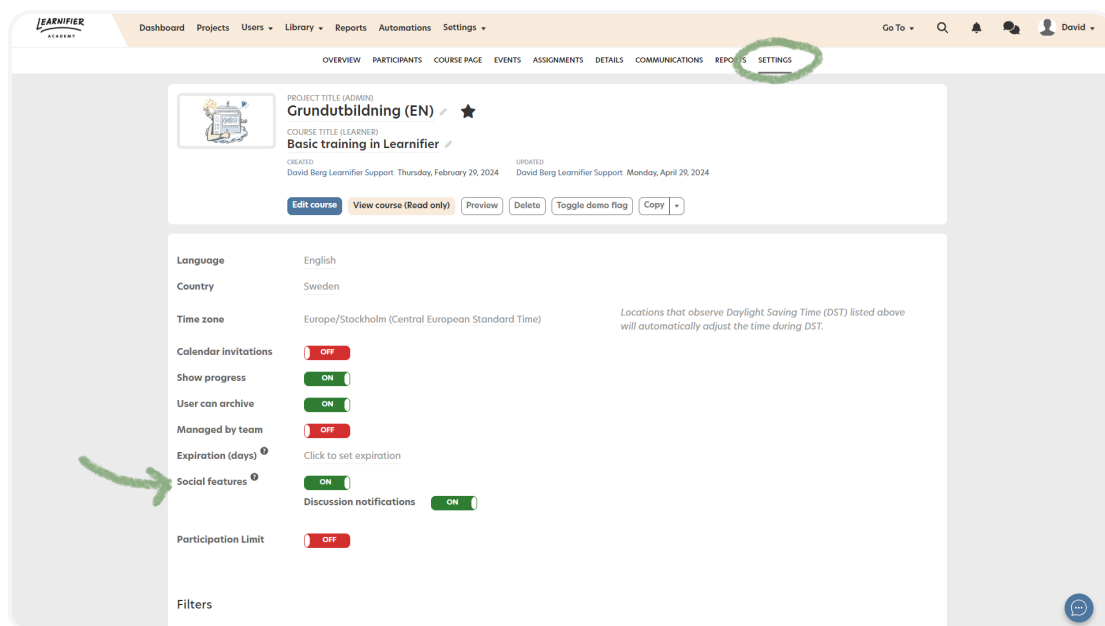 LEARNIFIER
ACADEMY
Dashboard Projects Users Library Reports Automations Settings Go To David
OVERVIEW PARTICIPANTS COURSE PAGE EVENTS ASSIGNMENTS DETAILS COMMUNICATIONS REPORTS SETTINGS
PROJECT TITLE (ADMIN)
Grundutbildning (EN)
COURSE TITLE (LEARNER)
Basic training in Learnifier
CREATED UPDATED
David Berg Learnifier Support Thursday, February 29, 2024 David Berg Learnifier Support Monday, April 29, 2024
Edit course View course (Read only) Preview Delete Toggle demo flag Copy
Language English
Country Sweden
Time zone Europe/Stockholm (Central European Standard Time)
Locations that observe Daylight Saving Time (DST) listed above
will automatically adjust the time during DST.
Calendar invitations OFF
Show progress ON
User can archive ON
Managed by team OFF
Expiration (days) ? Click to set expiration
Social features ? ON
Discussion notifications ON
Participation Limit OFF
Filters